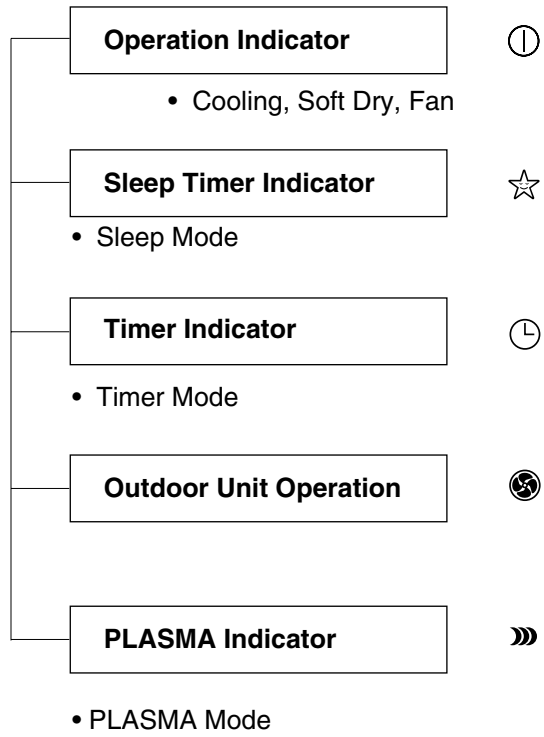 Operation Indicator
• Cooling, Soft Dry, Fan
Sleep Timer Indicator
• Sleep Mode
Timer Indicator
• Timer Mode
Outdoor Unit Operation
PLASMA Indicator
• PLASMA Mode